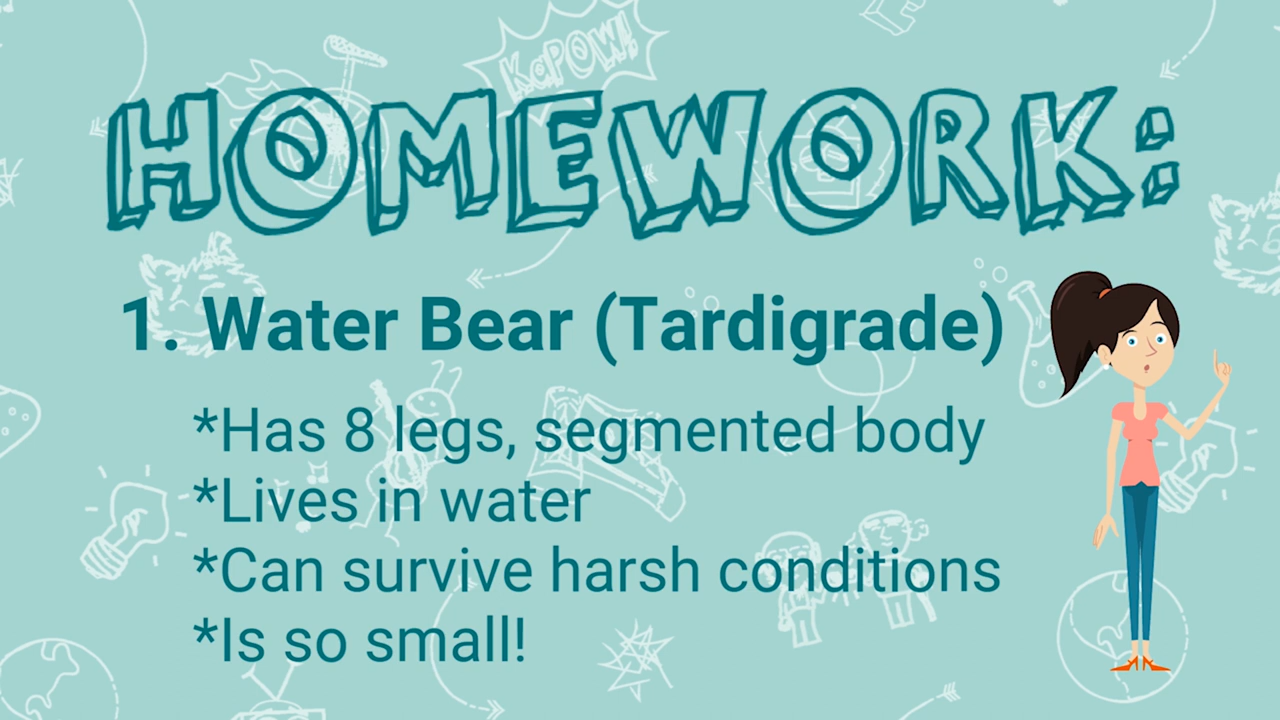 KaPOW!
HOMEWORK:
1. Water Bear (Tardigrade)
*Has 8 legs, segmented body
*Lives in water
*Can survive harsh conditions
*Is so small!